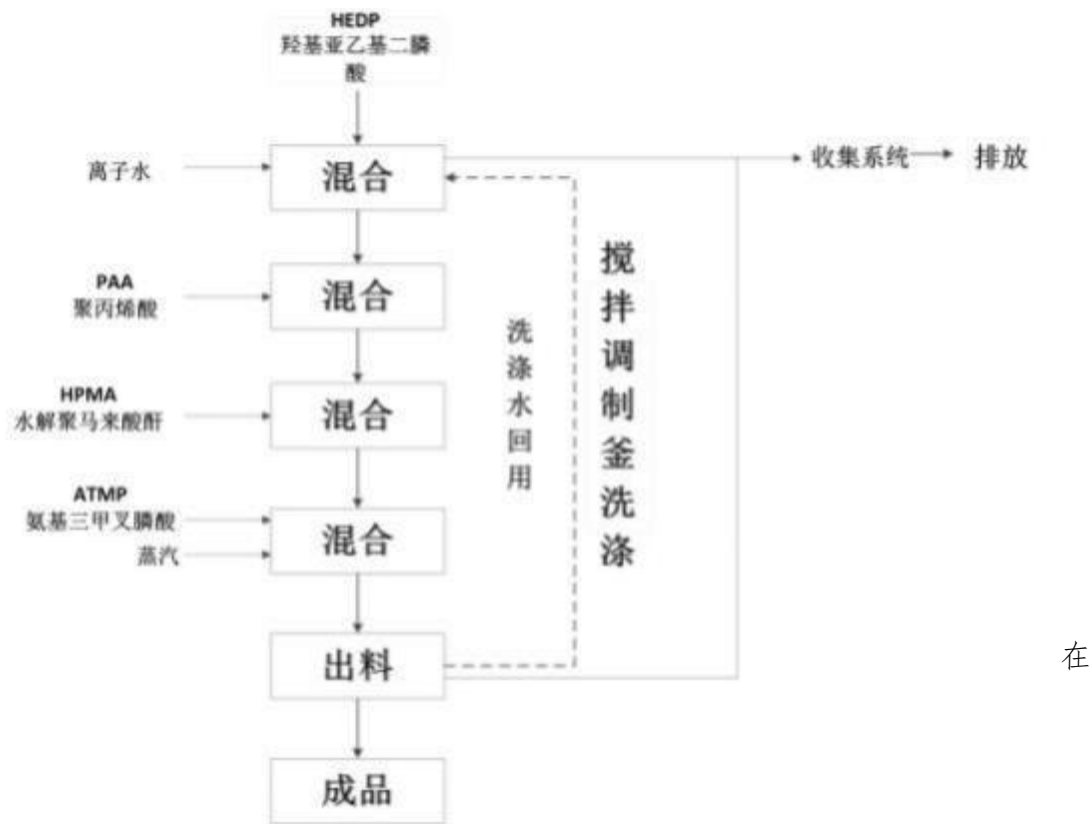 HEDP
羟基亚乙基二膦
酸
离子水
混合
收集系统
排放
PAA
聚丙烯酸
混合
HPMA
水解聚马来酸酐
混合
ATMP
氨基三甲叉膦酸
蒸汽
混合
洗涤水回用
搅拌调制釜洗涤
出料
在
成品